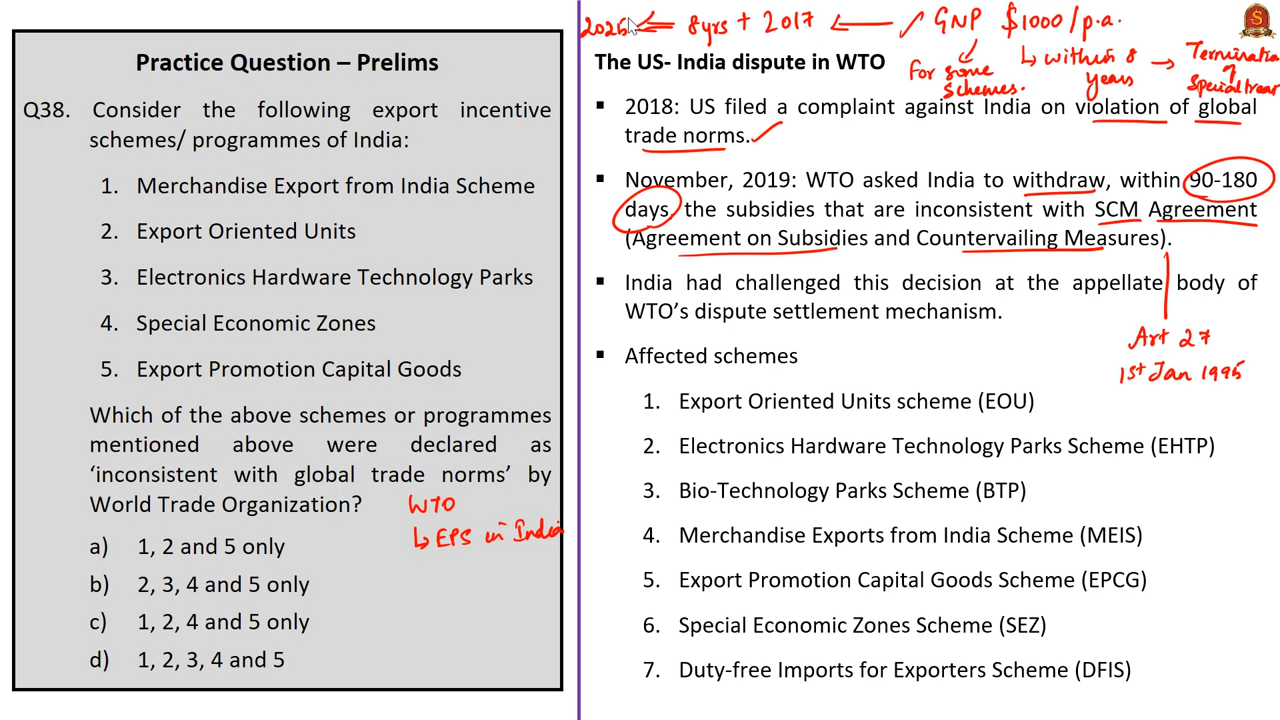 Practice Question – Prelims
Q38. Consider the following export incentive
schemes/ programmes of India:
1. Merchandise Export from India Scheme
2. Export Oriented Units
3. Electronics Hardware Technology Parks
4. Special Economic Zones
5. Export Promotion Capital Goods
Which of the above schemes or programmes
mentioned above were declared as
‘inconsistent with global trade norms’ by
World Trade Organization?
WTO
↳ EPS in India
a) 1, 2 and 5 only
b) 2, 3, 4 and 5 only
c) 1, 2, 4 and 5 only
d) 1, 2, 3, 4 and 5
2025 ← 8yrs + 2017 ← GNP $1000/p.a.
For some
schemes.
↳ within 8
years →
Special
The US- India dispute in WTO
▪ 2018: US filed a complaint against India on violation of global
trade norms.
▪ November, 2019: WTO asked India to withdraw, within 90-180
days, the subsidies that are inconsistent with SCM Agreement
(Agreement on Subsidies and Countervailing Measures).
▪ India had challenged this decision at the appellate body of
WTO’s dispute settlement mechanism.
Art 27
1st Jan 1995
▪ Affected schemes
1. Export Oriented Units scheme (EOU)
2. Electronics Hardware Technology Parks Scheme (EHTP)
3. Bio-Technology Parks Scheme (BTP)
4. Merchandise Exports from India Scheme (MEIS)
5. Export Promotion Capital Goods Scheme (EPCG)
6. Special Economic Zones Scheme (SEZ)
7. Duty-free Imports for Exporters Scheme (DFIS)